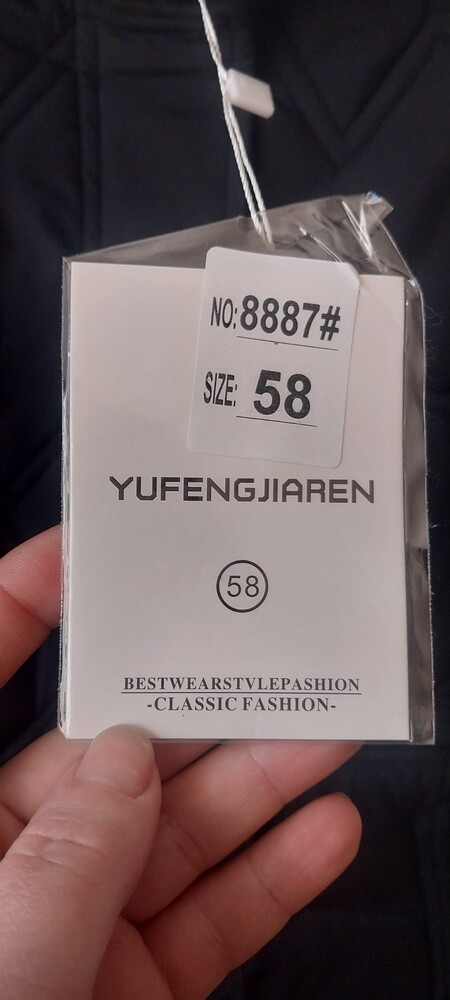 NO:8887#
SIZE: 58
YUFENGJIAREN
58
BESTWEARSTVLEPASHION
-CLASSIC FASHION-